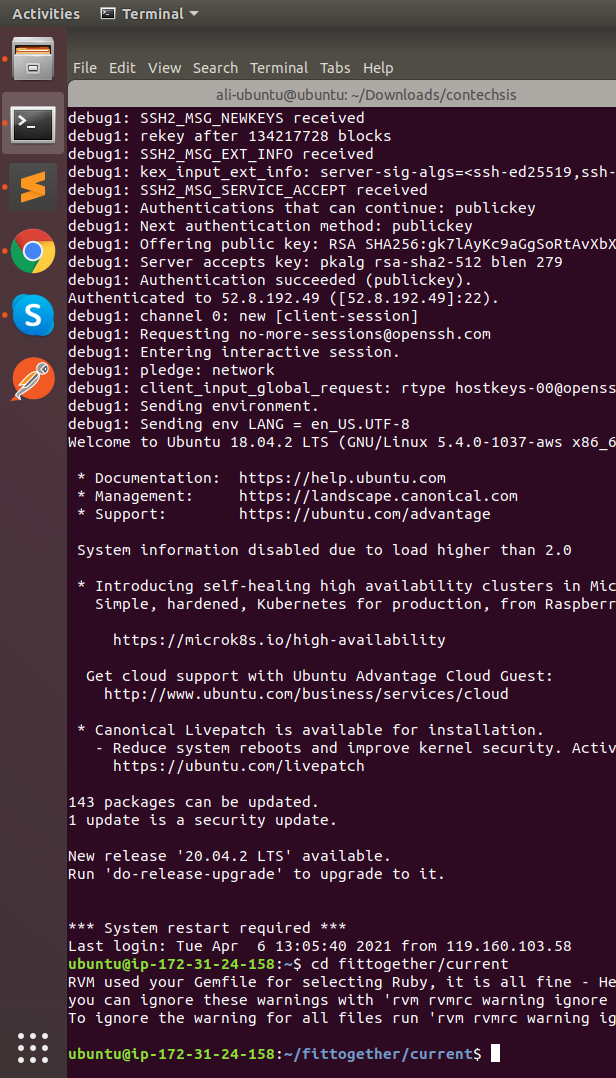 Activities Terminal
File Edit View Search Terminal Tabs Help
ali-ubuntu@ubuntu: ~/Downloads/contechsis
debug1: SSH2_MSG_NEWKEYS received
debug1: rekey after 134217728 blocks
debug1: SSH2_MSG_EXT_INFO received
debug1: kex_input_ext_info: server-sig-algs=<ssh-ed25519,ssh-
debug1: SSH2_MSG_SERVICE_ACCEPT received
debug1: Authentications that can continue: publickey
debug1: Next authentication method: publickey
debug1: Offering public key: RSA SHA256:gk7lAyKc9aGgSoRtAvXbX
debug1: Server accepts key: pkalg rsa-sha2-512 blen 279
debug1: Authentication succeeded (publickey).
Authenticated to 52.8.192.49 ([52.8.192.49]:22).
debug1: channel 0: new [client-session]
debug1: Requesting no-more-sessions@openssh.com
debug1: Entering interactive session.
debug1: pledge: network
debug1: client_input_global_request: rtype hostkeys-00@openss
debug1: Sending environment.
debug1: Sending env LANG = en_US.UTF-8
Welcome to Ubuntu 18.04.2 LTS (GNU/Linux 5.4.0-1037-aws x86_6
* Documentation: https://help.ubuntu.com
* Management: https://landscape.canonical.com
* Support: https://ubuntu.com/advantage
System information disabled due to load higher than 2.0
* Introducing self-healing high availability clusters in Mic
Simple, hardened, Kubernetes for production, from Raspberr
https://microk8s.io/high-availability
Get cloud support with Ubuntu Advantage Cloud Guest:
http://www.ubuntu.com/business/services/cloud
* Canonical Livepatch is available for installation.
- Reduce system reboots and improve kernel security. Activ
https://ubuntu.com/livepatch
143 packages can be updated.
1 update is a security update.
New release '20.04.2 LTS' available.
Run 'do-release-upgrade' to upgrade to it.
*** System restart required ***
Last login: Tue Apr 6 13:05:40 2021 from 119.160.103.58
ubuntu@ip-172-31-24-158:~$ cd fittogether/current
RVM used your Gemfile for selecting Ruby, it is all fine - He
you can ignore these warnings with 'rvm rvmrc warning ignore
To ignore the warning for all files run 'rvm rvmrc warning ig
ubuntu@ip-172-31-24-158:~/fittogether/current$